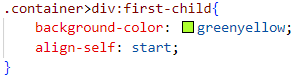 .container>div:first-child{
background-color: greenyellow;
align-self: start;
}